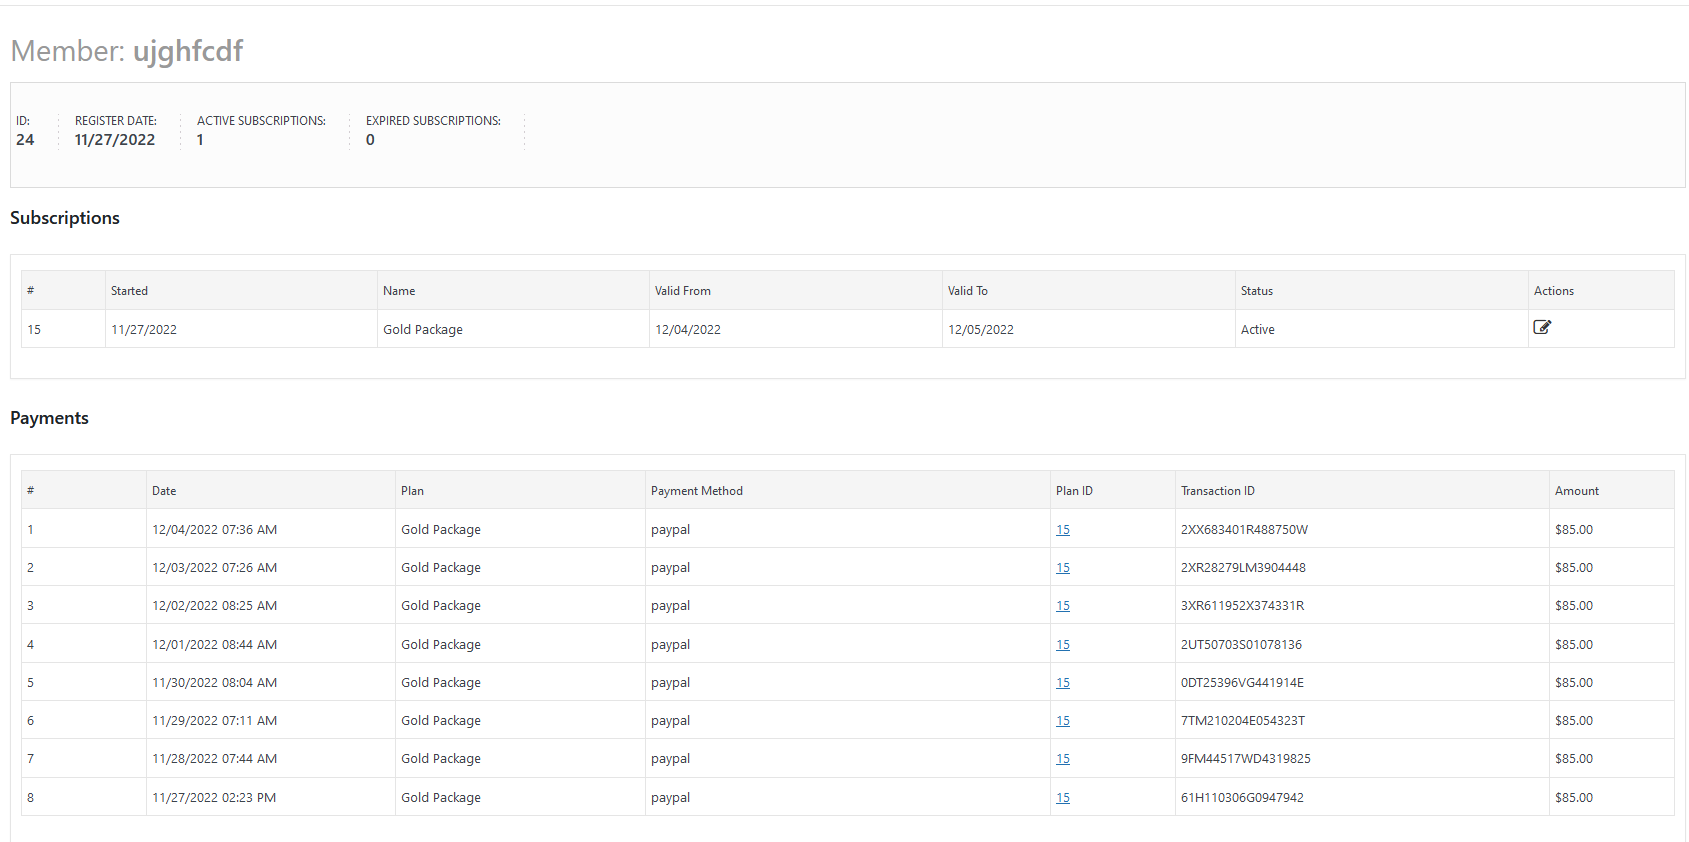 Member: ujghfcdf
ID: REGISTER DATE: ACTIVE SUBSCRIPTIONS: EXPIRED SUBSCRIPTIONS:
24 11/27/2022 1 0
Subscriptions
# Started Name Valid From Valid To Status Actions
15 11/27/2022 Gold Package 12/04/2022 12/05/2022 Active
Payments
# Date Plan Payment Method Plan ID Transaction ID Amount
1 12/04/2022 07:36 AM Gold Package paypal 15 2XX683401R488750W $85.00
2 12/03/2022 07:26 AM Gold Package paypal 15 2XR28279LM3904448 $85.00
3 12/02/2022 08:25 AM Gold Package paypal 15 3XR611952X374331R $85.00
4 12/01/2022 08:44 AM Gold Package paypal 15 2UT50703S01078136 $85.00
5 11/30/2022 08:04 AM Gold Package paypal 15 0DT25396VG441914E $85.00
6 11/29/2022 07:11 AM Gold Package paypal 15 7TM210204E054323T $85.00
7 11/28/2022 07:44 AM Gold Package paypal 15 9FM44517WD4319825 $85.00
8 11/27/2022 02:23 PM Gold Package paypal 15 61H110306G0947942 $85.00